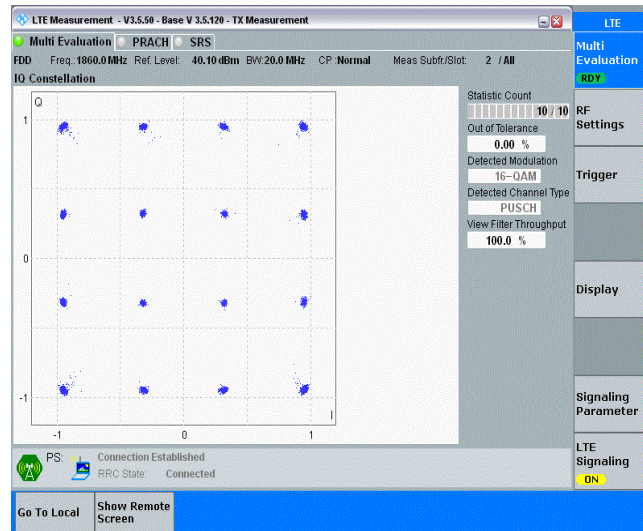 LTE Measurement - V3.5.50 - Base V 3.5.120 - TX Measurement
LTE
Multi Evaluation PRACH SRS
FDD Freq.: 1860.0 MHz Ref. Level: 40.10 dBm BW: 20.0 MHz CP :Normal Meas Subfr./Slot: 2 / All
IQ Constellation
Q
1
0
-1
-1 0 1
I
Statistic Count
10 / 10
Out of Tolerance
0.00 %
Detected Modulation
16-QAM
Detected Channel Type
PUSCH
View Filter Throughput
100.0 %
Multi
Evaluation
RDY
RF
Settings
Trigger
Display
Signaling
Parameter
LTE
Signaling
ON
PS: Connection Established
RRC State: Connected
Go To Local
Show Remote
Screen